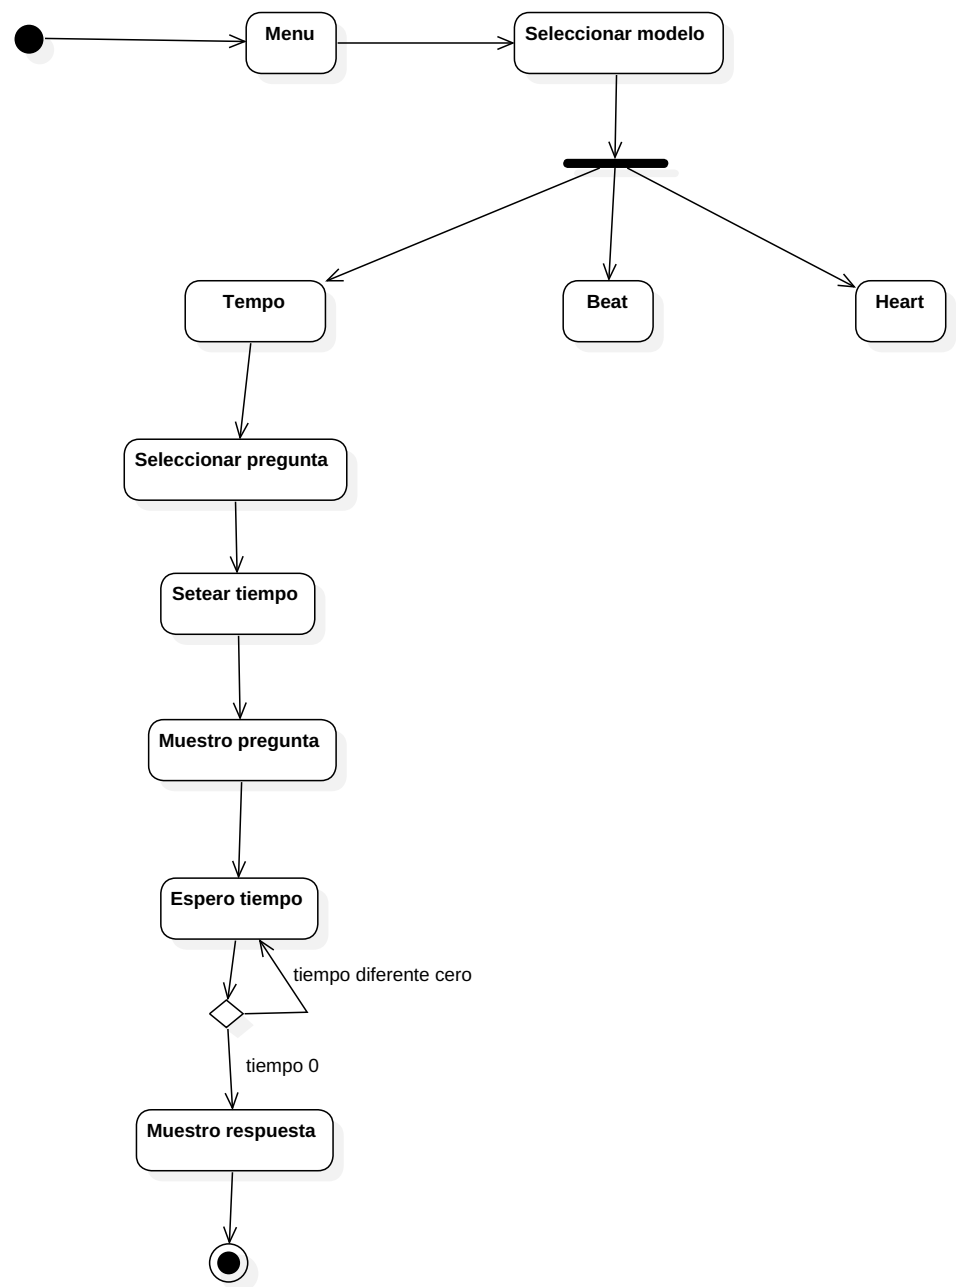 Menu
Seleccionar modelo
Tempo
Beat
Heart
Seleccionar pregunta
Setear tiempo
Muestro pregunta
Espero tiempo
tiempo diferente cero
tiempo 0
Muestro respuesta